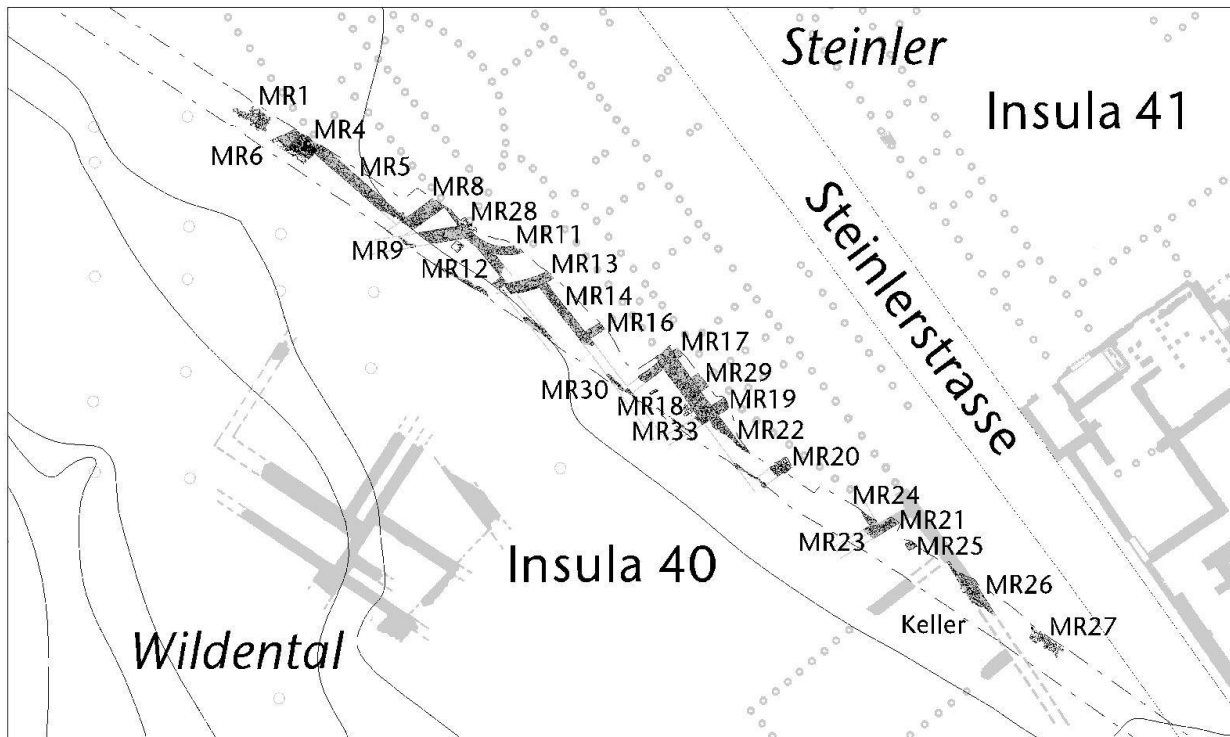 Steinler
Insula 41
Steinlerstrasse
MR1
MR4
MR6
MR5
MR8
MR28
MR9
MR11
MR12
MR13
MR14
MR16
MR17
MR30
MR29
MR18
MR19
MR33
MR22
MR20
MR24
MR21
MR23
MR25
Insula 40
MR26
Keller
MR27
Wildental